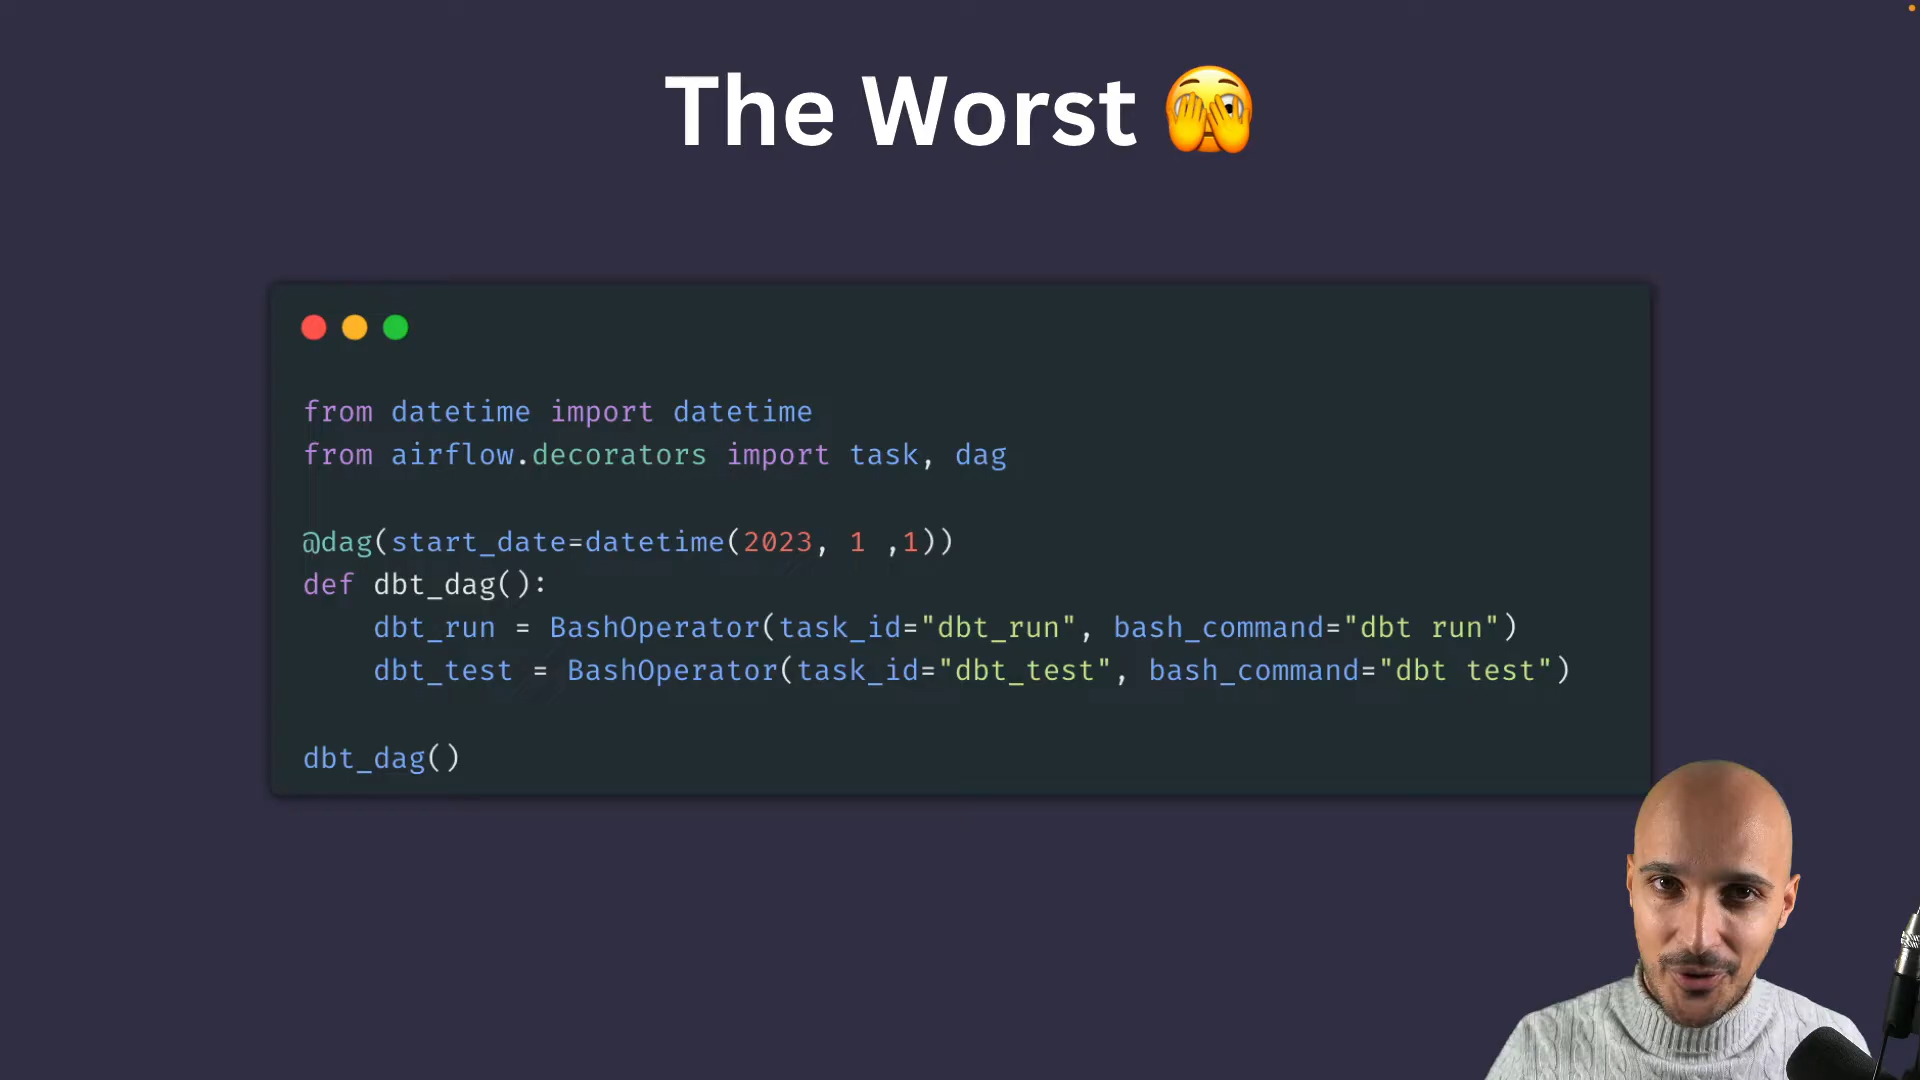 The Worst 🫣
from datetime import datetime
from airflow.decorators import task, dag
@dag(start_date=datetime(2023, 1 ,1))
def dbt_dag():
    dbt_run = BashOperator(task_id="dbt_run", bash_command="dbt run")
    dbt_test = BashOperator(task_id="dbt_test", bash_command="dbt test")
dbt_dag()